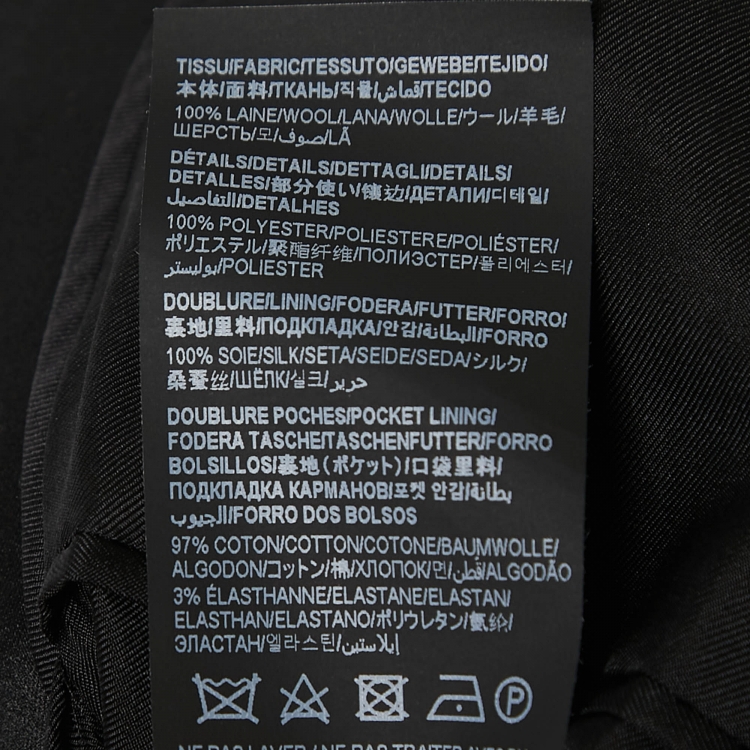 TISSU/FABRIC/TESSUTO/GEWEBE/TEJIDO/
本体/面料/ТКАНЬ/직물/قماش/TECIDO
100% LAINE/WOOL/LANA/WOLLE/ウール/羊毛/
ШЕРСТЬ/모/صوف/LÃ
DÉTAILS/DETAILS/DETTAGLI/DETAILS/
DETALLES/部分使い/镶边/ДЕТАЛИ/디테일/
التفاصيل/DETALHES
100% POLYESTER/POLIESTERE/POLIÉSTER/
ポリエステル/聚酯纤维/ПОЛИЭСТЕР/폴리에스터/
بوليستر/POLIESTER
DOUBLURE/LINING/FODERA/FUTTER/FORRO/
裏地/里料/ПОДКПАДКА/안감/البطانة/FORRO
100% SOIE/SILK/SETA/SEIDE/SEDA/シルク/
桑蚕丝/ШЁЛК/실크/حرير
DOUBLURE POCHES/POCKET LINING/
FODERA TASCHE/TASCHENFUTTER/FORRO
BOLSILLOS/裏地(ポケット)/口袋里料/
ПОДКПАДКА КАРМАНОВ/포켓 안감/بطانة
الجيوب/FORRO DOS BOLSOS
97% COTON/COTTON/COTONE/BAUMWOLLE/
ALGODON/コットン/棉/ХЛОПОК/면/قطن/ALGODÃO
3% ÉLASTHANNE/ELASTANE/ELASTAN/
ELASTHAN/ELASTANO/ポリウレタン/氨纶/
ЭЛАСТАН/엘라스틴/إيلاستين
P
NE PAS LAVER / NE PAS TRAITER